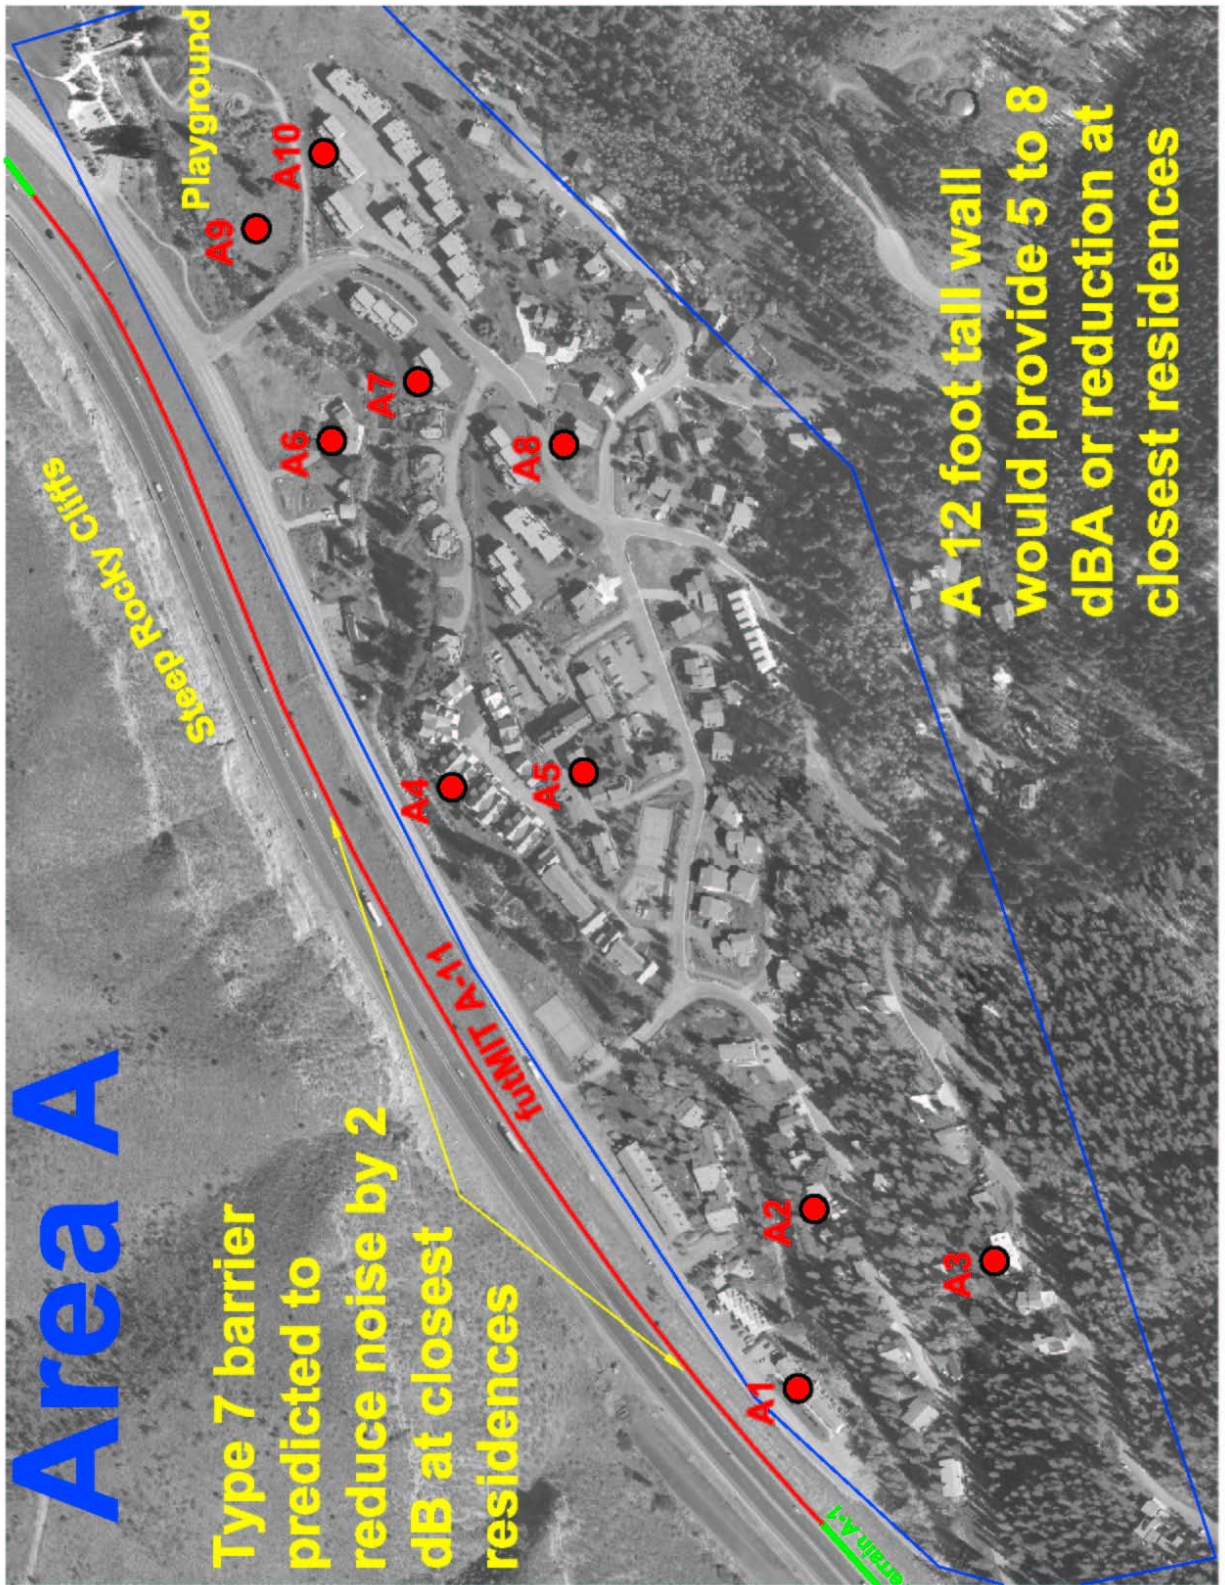 Area A
Type 7 barrier
predicted to
reduce noise by 2
dB at closest
residences
Steep Rocky Cliffs
Playground
futMIT A-11
A1
A2
A3
A4
A5
A6
A7
A8
A9
A10
A 12 foot tall wall
would provide 5 to 8
dBA or reduction at
closest residences
errain A-1